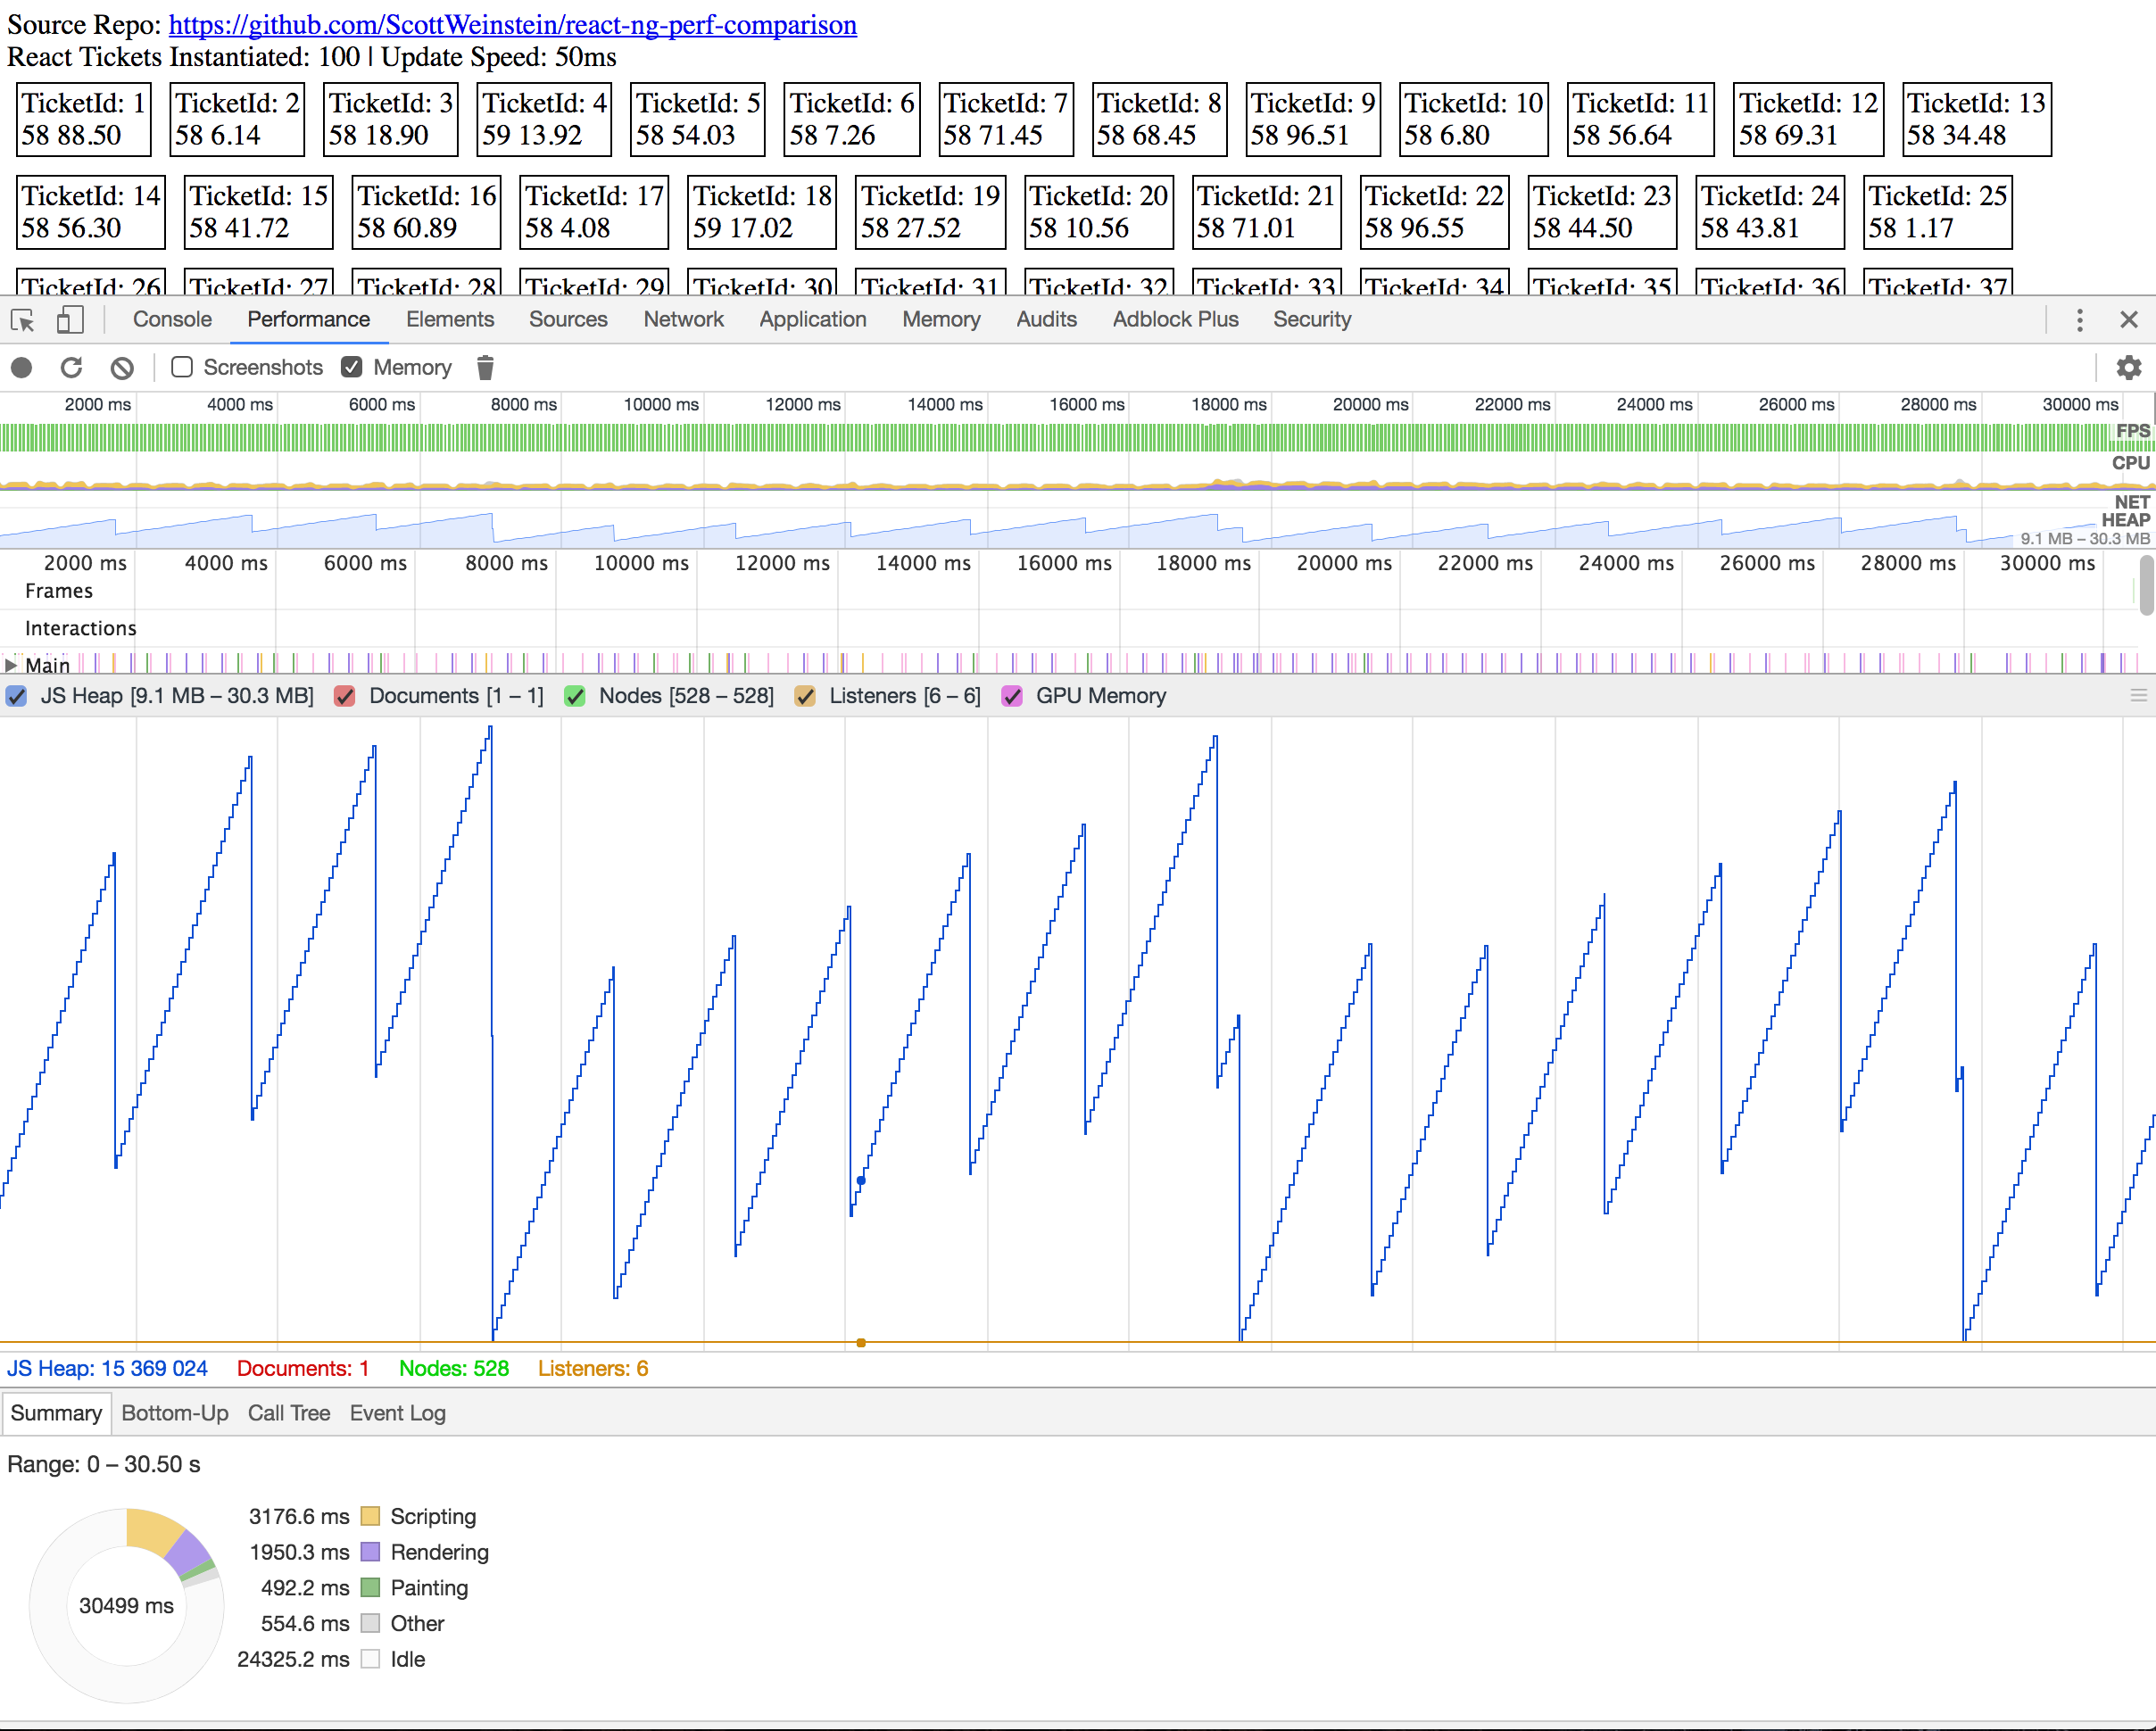 Source Repo: https://github.com/ScottWeinstein/react-ng-perf-comparison
React Tickets Instantiated: 100 | Update Speed: 50ms
TicketId: 1 TicketId: 2 TicketId: 3 TicketId: 4 TicketId: 5 TicketId: 6 TicketId: 7 TicketId: 8 TicketId: 9 TicketId: 10 TicketId: 11 TicketId: 12 TicketId: 13
58 88.50 58 6.14 58 18.90 59 13.92 58 54.03 58 7.26 58 71.45 58 68.45 58 96.51 58 6.80 58 56.64 58 69.31 58 34.48
TicketId: 14 TicketId: 15 TicketId: 16 TicketId: 17 TicketId: 18 TicketId: 19 TicketId: 20 TicketId: 21 TicketId: 22 TicketId: 23 TicketId: 24 TicketId: 25
58 56.30 58 41.72 58 60.89 58 4.08 59 17.02 58 27.52 58 10.56 58 71.01 58 96.55 58 44.50 58 43.81 58 1.17
TicketId: 26 TicketId: 27 TicketId: 28 TicketId: 29 TicketId: 30 TicketId: 31 TicketId: 32 TicketId: 33 TicketId: 34 TicketId: 35 TicketId: 36 TicketId: 37
Console Performance Elements Sources Network Application Memory Audits Adblock Plus Security
Screenshots Memory
2000 ms 4000 ms 6000 ms 8000 ms 10000 ms 12000 ms 14000 ms 16000 ms 18000 ms 20000 ms 22000 ms 24000 ms 26000 ms 28000 ms 30000 ms
FPS
CPU
NET
HEAP
9.1 MB – 30.3 MB
2000 ms 4000 ms 6000 ms 8000 ms 10000 ms 12000 ms 14000 ms 16000 ms 18000 ms 20000 ms 22000 ms 24000 ms 26000 ms 28000 ms 30000 ms
Frames
Interactions
Main
JS Heap [9.1 MB – 30.3 MB] Documents [1 – 1] Nodes [528 – 528] Listeners [6 – 6] GPU Memory
JS Heap: 15 369 024 Documents: 1 Nodes: 528 Listeners: 6
Summary Bottom-Up Call Tree Event Log
Range: 0 – 30.50 s
3176.6 ms Scripting
1950.3 ms Rendering
492.2 ms Painting
30499 ms
554.6 ms Other
24325.2 ms Idle